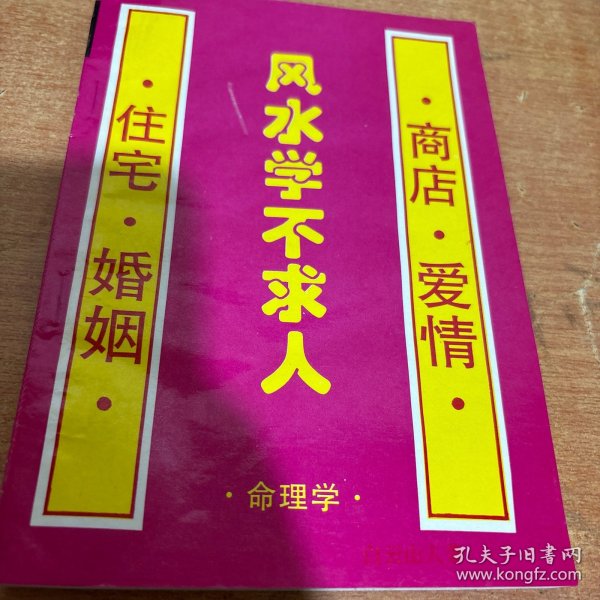 ·商店·爱情·
风水学不求人
·住宅·婚姻·
·命理学·
孔夫子旧书网
www.kongfz.com